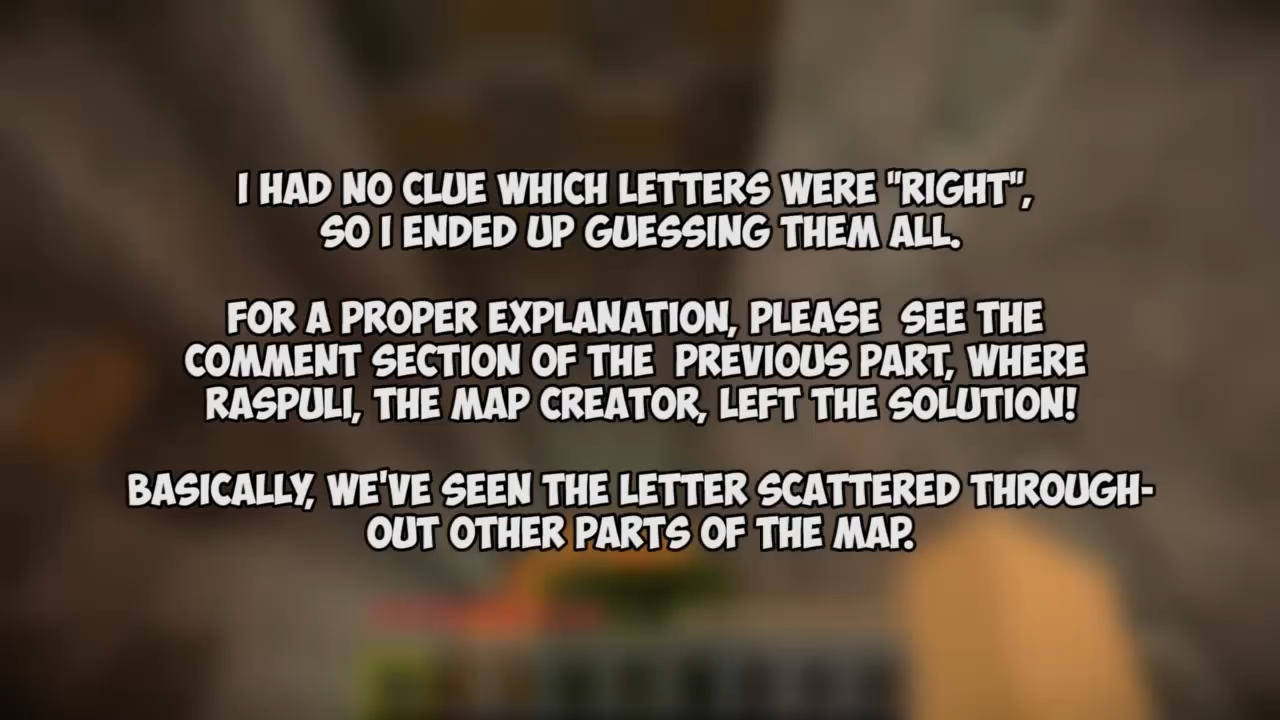 I HAD NO CLUE WHICH LETTERS WERE "RIGHT",
SO I ENDED UP GUESSING THEM ALL.
FOR A PROPER EXPLANATION, PLEASE SEE THE
COMMENT SECTION OF THE PREVIOUS PART, WHERE
RASPULI, THE MAP CREATOR, LEFT THE SOLUTION!
BASICALLY, WE'VE SEEN THE LETTER SCATTERED THROUGH-
OUT OTHER PARTS OF THE MAP.